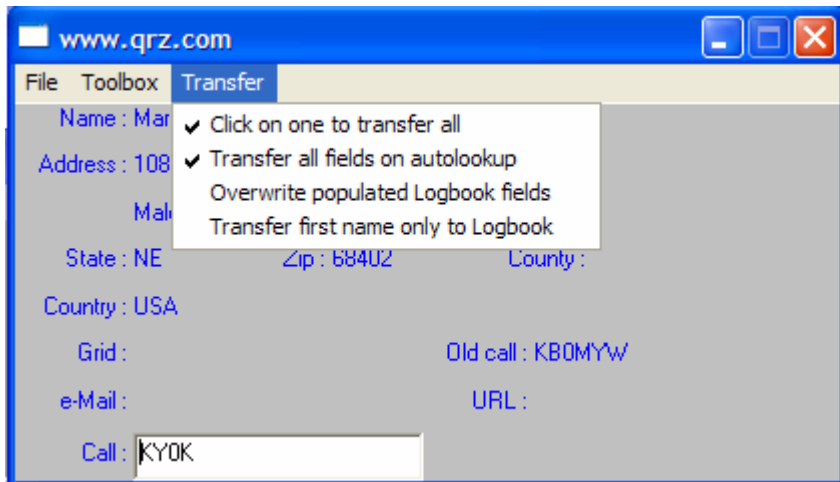 www.qrz.com
File Toolbox Transfer
Name : Mar
Click on one to transfer all
Address : 108
Transfer all fields on autolookup
Overwrite populated Logbook fields
Transfer first name only to Logbook
State : NE Zip : 68402 County :
Country : USA
Grid : Old call : KB0MYW
e-Mail : URL :
Call : KY0K